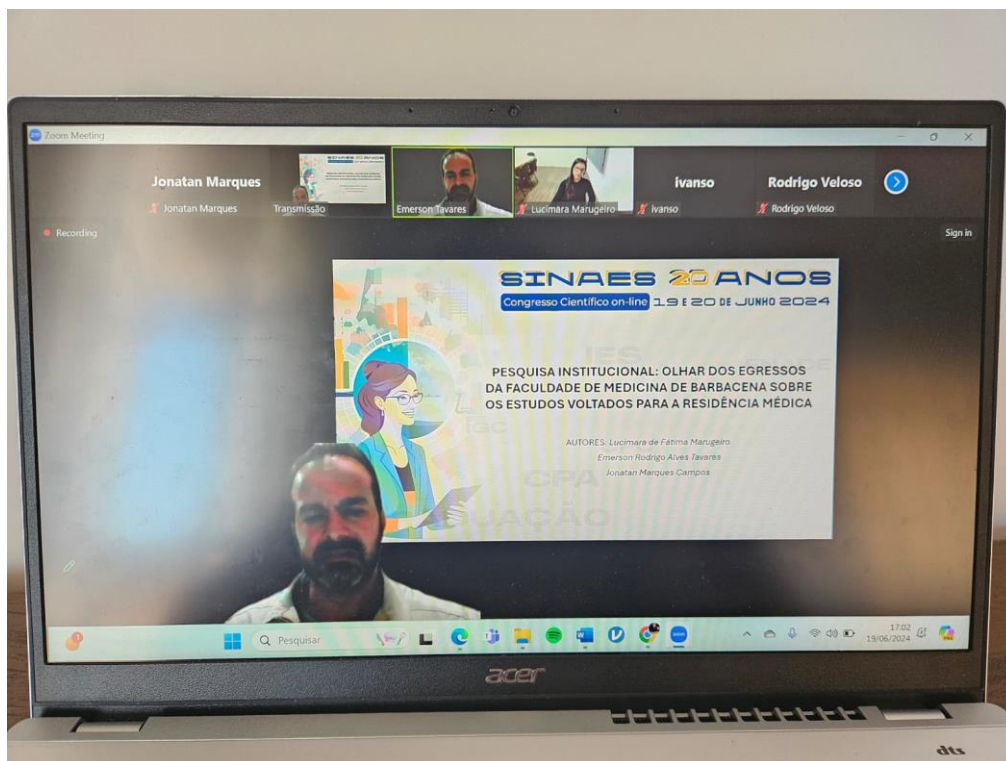 Zoom Meeting
Jonatan Marques
ivanso
Rodrigo Veloso
Jonatan Marques
Transmissão
Emerson Tavares
Lucimara Marugeiro
ivanso
Rodrigo Veloso
Recording
Sign in
SINAES 20 ANOS
Congresso Científico on-line 19 E 20 DE JUNHO 2024
IES
PESQUISA INSTITUCIONAL: OLHAR DOS EGRESSOS
DA FACULDADE DE MEDICINA DE BARBACENA SOBRE
OS ESTUDOS VOLTADOS PARA A RESIDÊNCIA MÉDICA
igc
AUTORES: Lucimara de Fátima Marugeiro
Emerson Rodrigo Alves Tavares
Jonatan Marques Campos
CPA
UAÇÃO
Pesquisar
17:02
19/06/2024
acer
dts